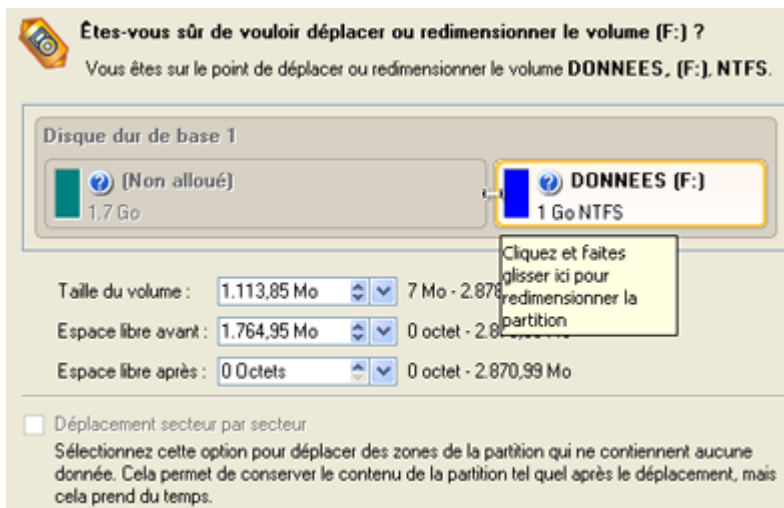 Êtes-vous sûr de vouloir déplacer ou redimensionner le volume (F:) ?
Vous êtes sur le point de déplacer ou redimensionner le volume DONNEES, (F:), NTFS.
Disque dur de base 1
(Non alloué)
1,7 Go
DONNEES (F:)
1 Go NTFS
Cliquez et faites
glisser ici pour
redimensionner la
partition
Taille du volume : 1.113,85 Mo 7 Mo - 2.878
Espace libre avant : 1.764,95 Mo 0 octet -
Espace libre après : 0 Octets 0 octet - 2.870,99 Mo
Déplacement secteur par secteur
Sélectionnez cette option pour déplacer des zones de la partition qui ne contiennent aucune
donnée. Cela permet de conserver le contenu de la partition tel quel après le déplacement, mais
cela prend du temps.